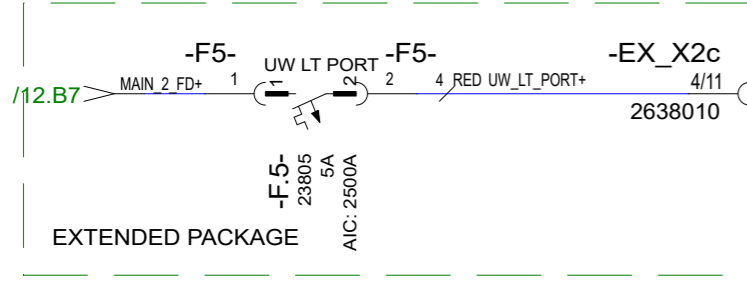 -F5-
UW LT PORT
-F5-
-EX_X2c
/12.B7
MAIN_2_FD+
1
1
2
2
4
RED
UW_LT_PORT+
4/11
2638010
-F.5-
23805
5A
AIC: 2500A
EXTENDED PACKAGE